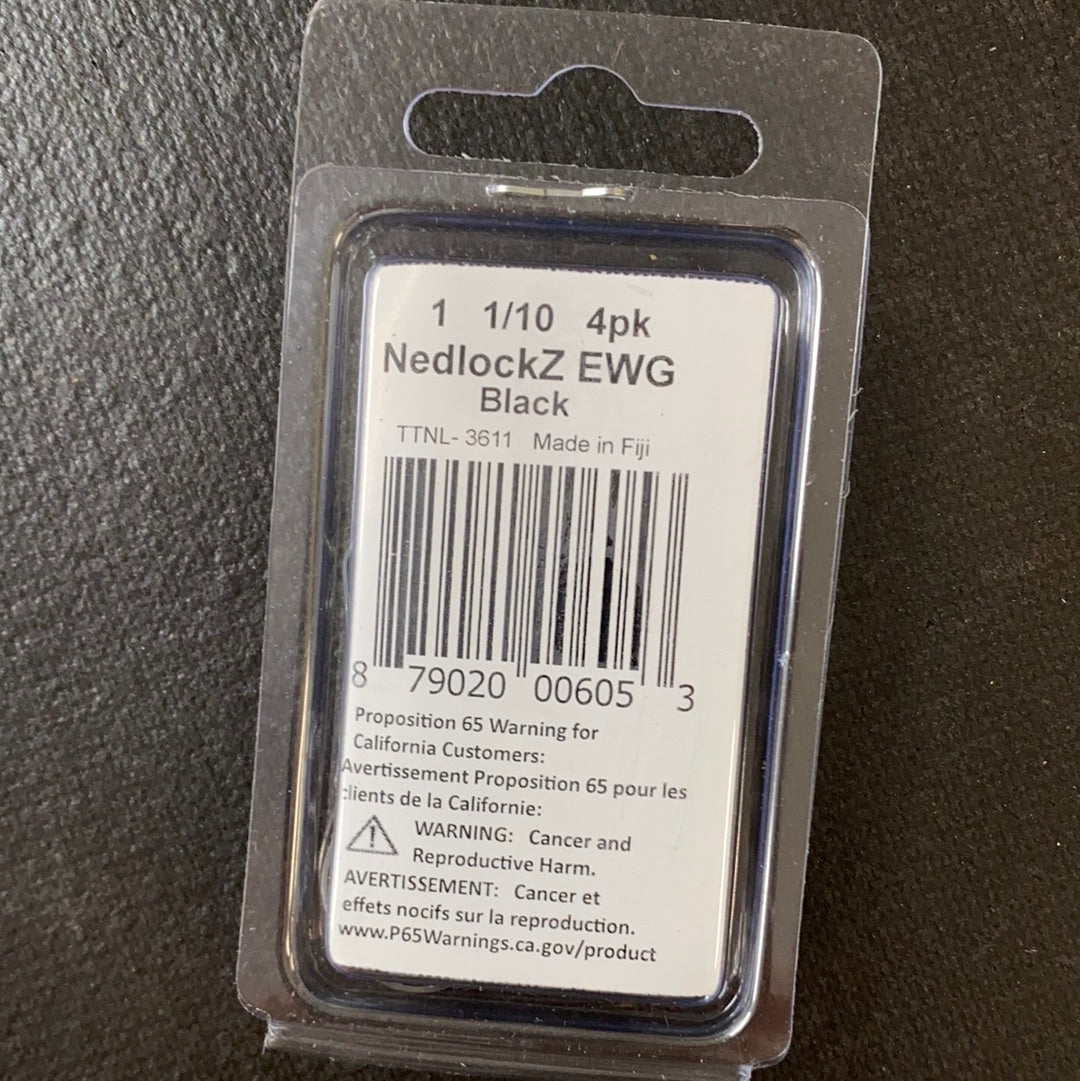 1 1/10 4pk
NedlockZ EWG
Black
TTNL- 3611 Made in Fiji
8 79020 00605 3
Proposition 65 Warning for
California Customers:
Avertissement Proposition 65 pour les
clients de la Californie:
WARNING: Cancer and
Reproductive Harm.
AVERTISSEMENT: Cancer et
effets nocifs sur la reproduction.
www.P65Warnings.ca.gov/product